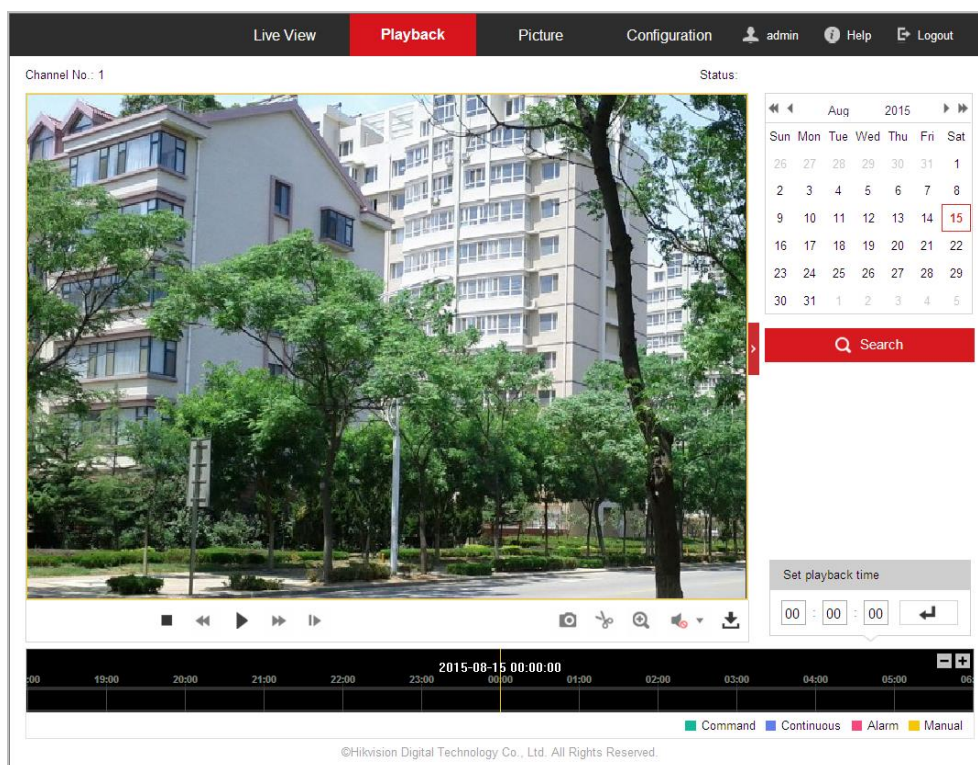 Live View Playback Picture Configuration admin Help Logout
Channel No.: 1 Status:
Aug 2015
Sun Mon Tue Wed Thu Fri Sat
26 27 28 29 30 31 1
2 3 4 5 6 7 8
9 10 11 12 13 14 15
16 17 18 19 20 21 22
23 24 25 26 27 28 29
30 31 1 2 3 4 5
Search
Set playback time
00 : 00 : 00
2015-08-15 00:00:00
:00 19:00 20:00 21:00 22:00 23:00 00:00 01:00 02:00 03:00 04:00 05:00 06:
Command Continuous Alarm Manual
©Hikvision Digital Technology Co., Ltd. All Rights Reserved.